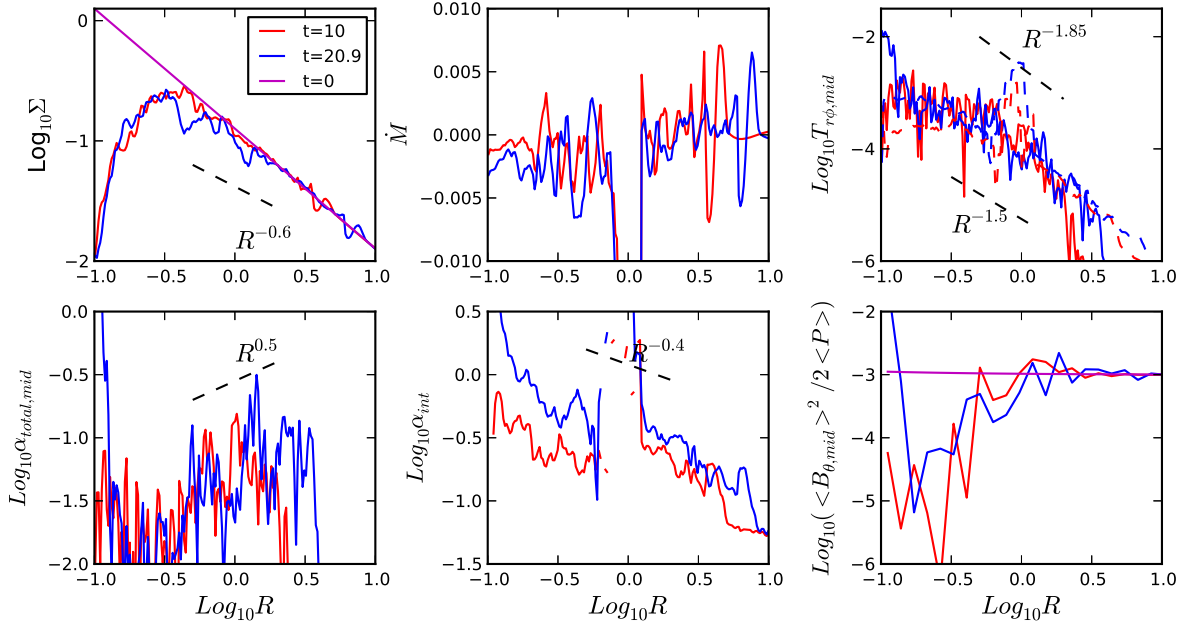 0
−1
−2
Log₁₀Σ
t=10
t=20.9
t=0
R^−0.6
−1.0 −0.5 0.0 0.5 1.0
0.010
0.005
0.000
−0.005
−0.010
Ṁ
−1.0 −0.5 0.0 0.5 1.0
−2
−4
−6
Log₁₀T_rϕ,mid
R^−1.85
R^−1.5
−1.0 −0.5 0.0 0.5 1.0
0.0
−0.5
−1.0
−1.5
−2.0
Log₁₀α_total,mid
R^0.5
−1.0 −0.5 0.0 0.5 1.0
Log₁₀R
0.5
0.0
−0.5
−1.0
−1.5
Log₁₀α_int
R^−0.4
−1.0 −0.5 0.0 0.5 1.0
Log₁₀R
−2
−3
−4
−5
−6
Log₁₀(<B_θ,mid>²/2<P>)
−1.0 −0.5 0.0 0.5 1.0
Log₁₀R